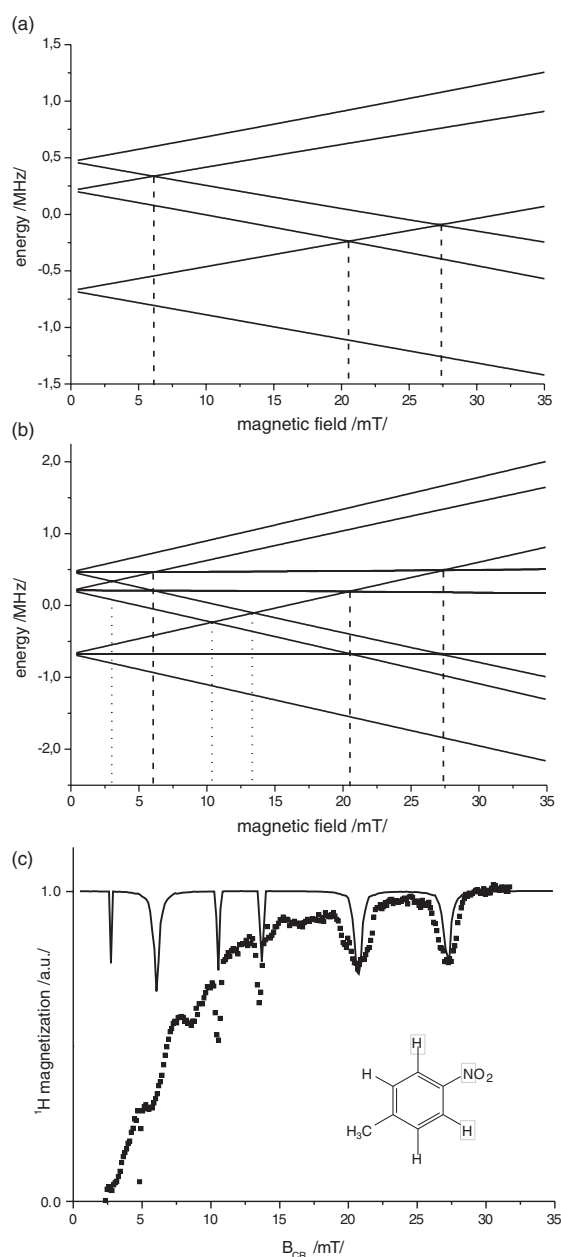 (a)
1,5
1,0
0,5
0,0
-0,5
-1,0
-1,5
energy /MHz/
0 5 10 15 20 25 30 35
magnetic field /mT/
(b)
2,0
1,0
0,0
-1,0
-2,0
energy /MHz/
0 5 10 15 20 25 30 35
magnetic field /mT/
(c)
1.0
0.0
¹H magnetization /a.u./
H
H NO₂
H₃C H
H
0 5 10 15 20 25 30 35
B_CR /mT/